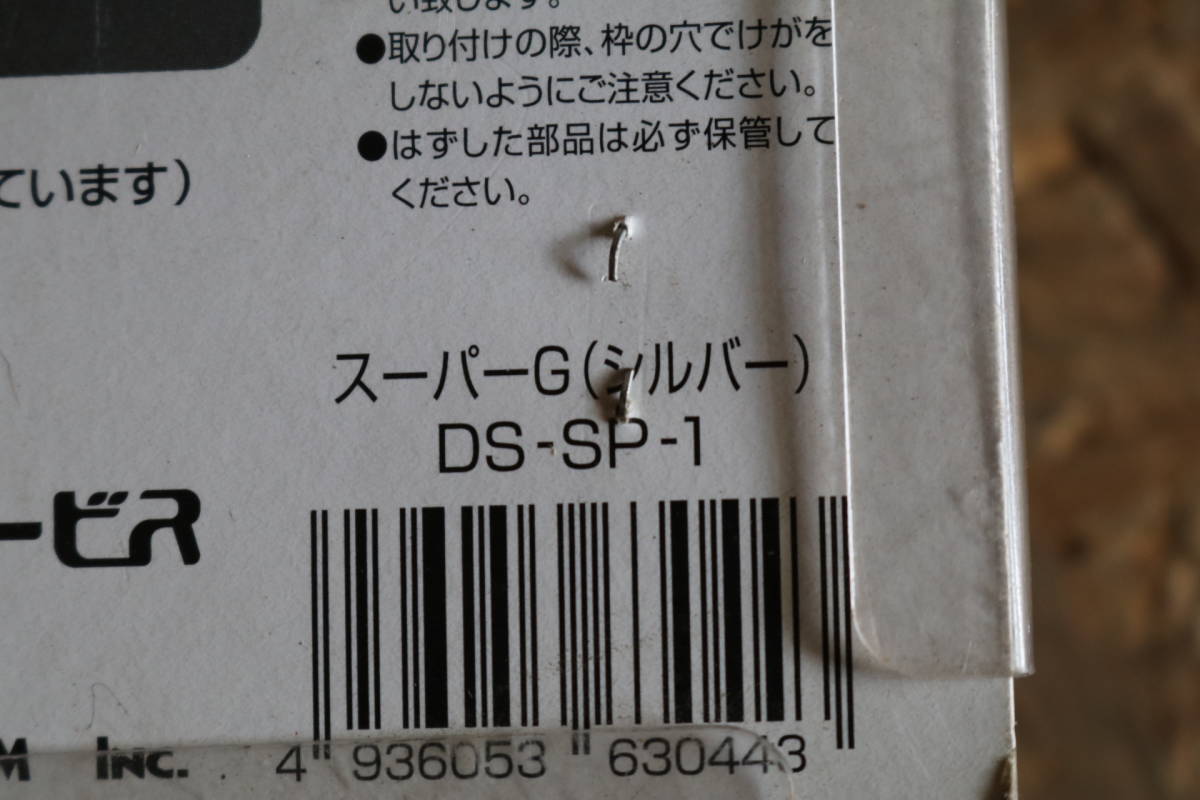 い致します。
●取り付けの際、枠の穴でけがを
しないようにご注意ください。
●はずした部品は必ず保管して
ください。
ています)
スーパーG(シルバー)
DS-SP-1
ービス
M Inc.
4 936053 630443